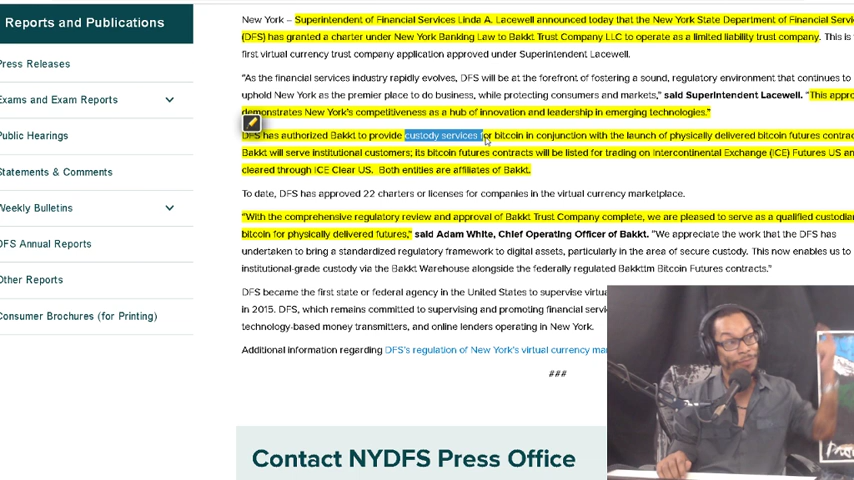 Reports and Publications
Press Releases
Exams and Exam Reports
Public Hearings
Statements & Comments
Weekly Bulletins
DFS Annual Reports
Other Reports
Consumer Brochures (for Printing)
New York – Superintendent of Financial Services Linda A. Lacewell announced today that the New York State Department of Financial
(DFS) has granted a charter under New York Banking Law to Bakkt Trust Company LLC to operate as a limited liability trust company. This is
first virtual currency trust company application approved under Superintendent Lacewell.
“As the financial services industry rapidly evolves, DFS will be at the forefront of fostering a sound, regulatory environment that continues to
uphold New York as the premier place to do business, while protecting consumers and markets,” said Superintendent Lacewell. “This
demonstrates New York’s competitiveness as a hub of innovation and leadership in emerging technologies.”
DFS has authorized Bakkt to provide custody services for bitcoin in conjunction with the launch of physically delivered bitcoin futures
Bakkt will serve institutional customers; its bitcoin futures contracts will be listed for trading on Intercontinental Exchange (ICE) Futures US
cleared through ICE Clear US. Both entities are affiliates of Bakkt.
To date, DFS has approved 22 charters or licenses for companies in the virtual currency marketplace.
“With the comprehensive regulatory review and approval of Bakkt Trust Company complete, we are pleased to serve as a qualified
bitcoin for physically delivered futures,” said Adam White, Chief Operating Officer of Bakkt. “We appreciate the work that the DFS has
undertaken to bring a standardized regulatory framework to digital assets, particularly in the area of secure custody. This now enables us to
institutional-grade custody via the Bakkt Warehouse alongside the federally regulated Bakkttm Bitcoin Futures contracts.”
DFS became the first state or federal agency in the United States to supervise
in 2015. DFS, which remains committed to supervising and promoting financial
technology-based money transmitters, and online lenders operating in New York.
Additional information regarding DFS’s regulation of New York’s virtual currency
###
Contact NYDFS Press Office